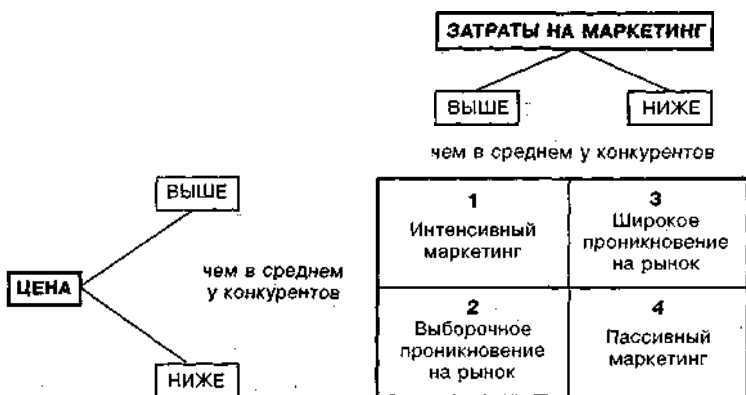 ЗАТРАТЫ НА МАРКЕТИНГ
ВЫШЕ
НИЖЕ
чем в среднем у конкурентов
ВЫШЕ
ЦЕНА
чем в среднем
у конкурентов
НИЖЕ
1
Интенсивный
маркетинг
3
Широкое
проникновение
на рынок
2
Выборочное
проникновение
на рынок
4
Пассивный
маркетинг